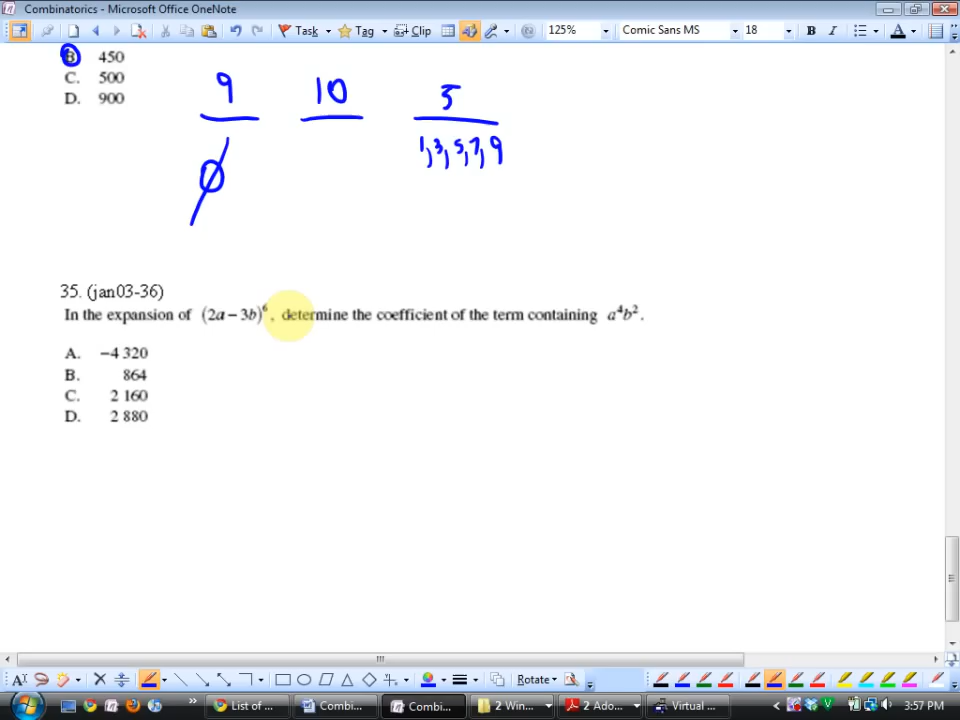 Combinatorics - Microsoft Office OneNote
Task Tag Clip 125% Comic Sans MS 18 B I A
B. 450
C. 500
D. 900
9 10 5
1,3,5,7,9
0
35. (jan03-36)
In the expansion of (2a – 3b)⁶, determine the coefficient of the term containing a⁴b².
A. –4 320
B. 864
C. 2 160
D. 2 880
Rotate
List of ... Combi... Combi... 2 Win... 2 Ado... Virtual ... 3:57 PM